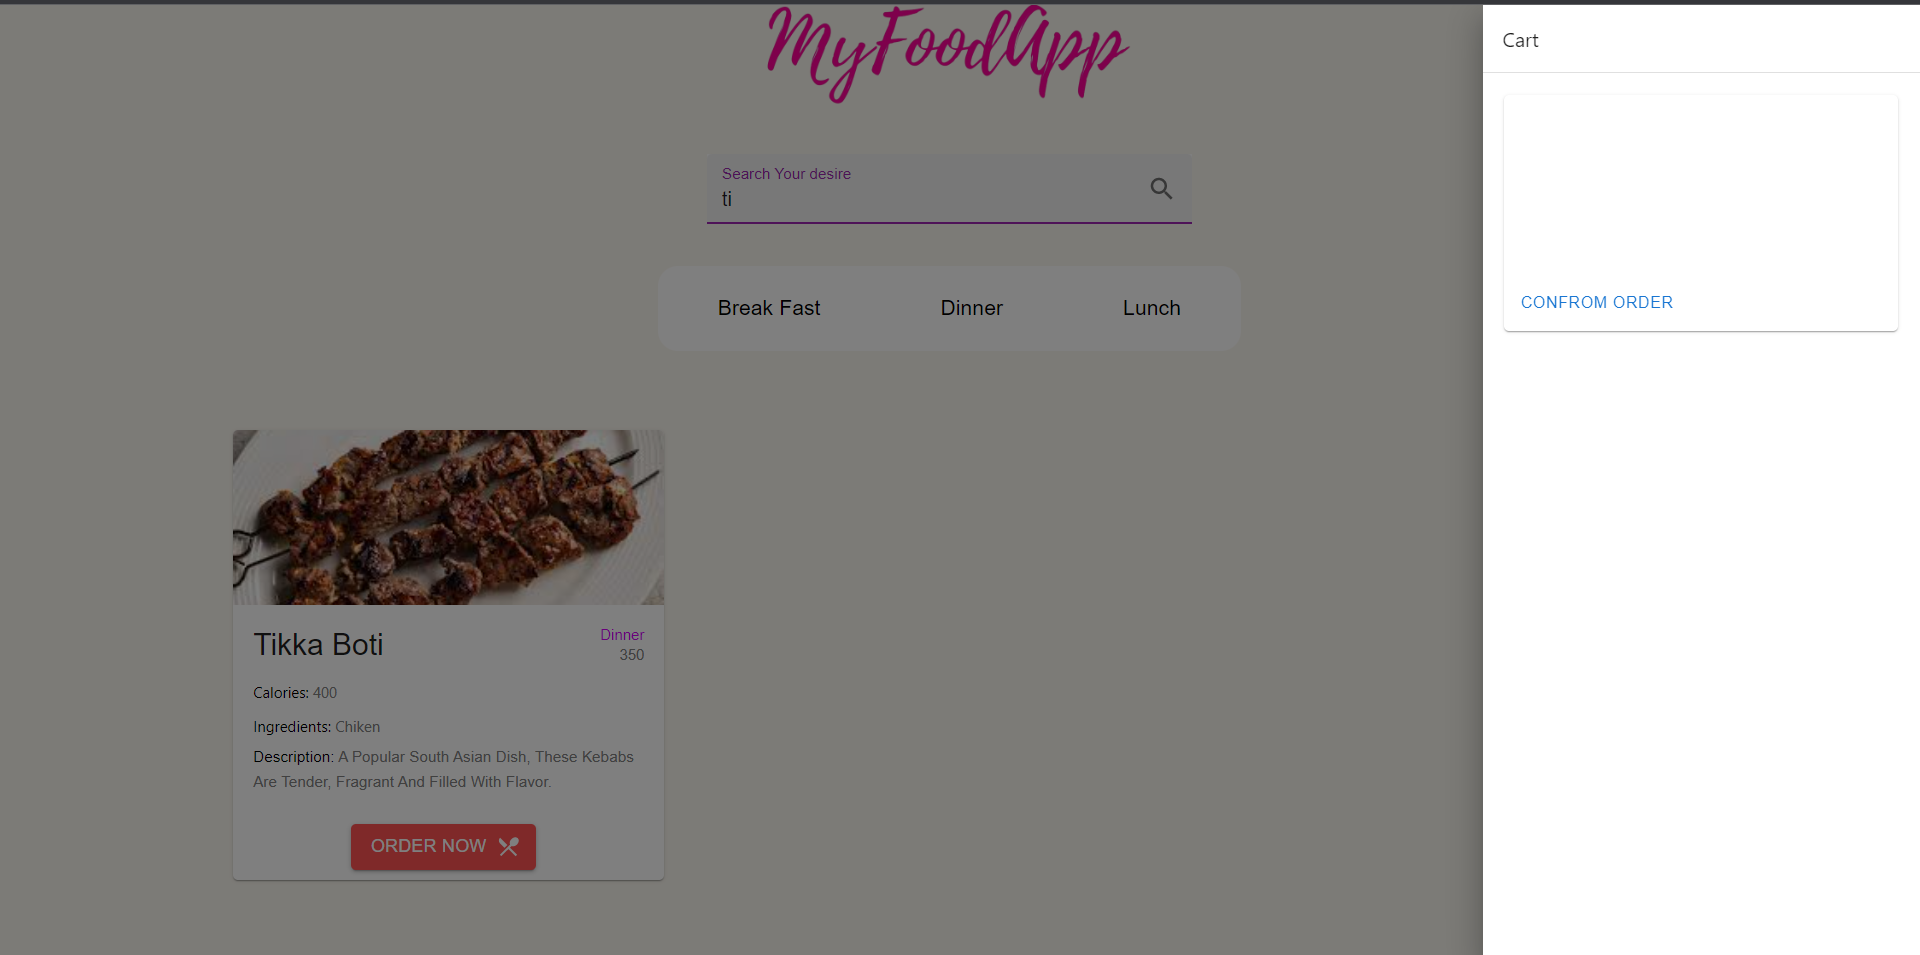 MyFoodApp
Search Your desire
ti
Break Fast Dinner Lunch
Tikka Boti
Dinner
350
Calories: 400
Ingredients: Chiken
Description: A Popular South Asian Dish, These Kebabs
Are Tender, Fragrant And Filled With Flavor.
ORDER NOW
Cart
CONFROM ORDER